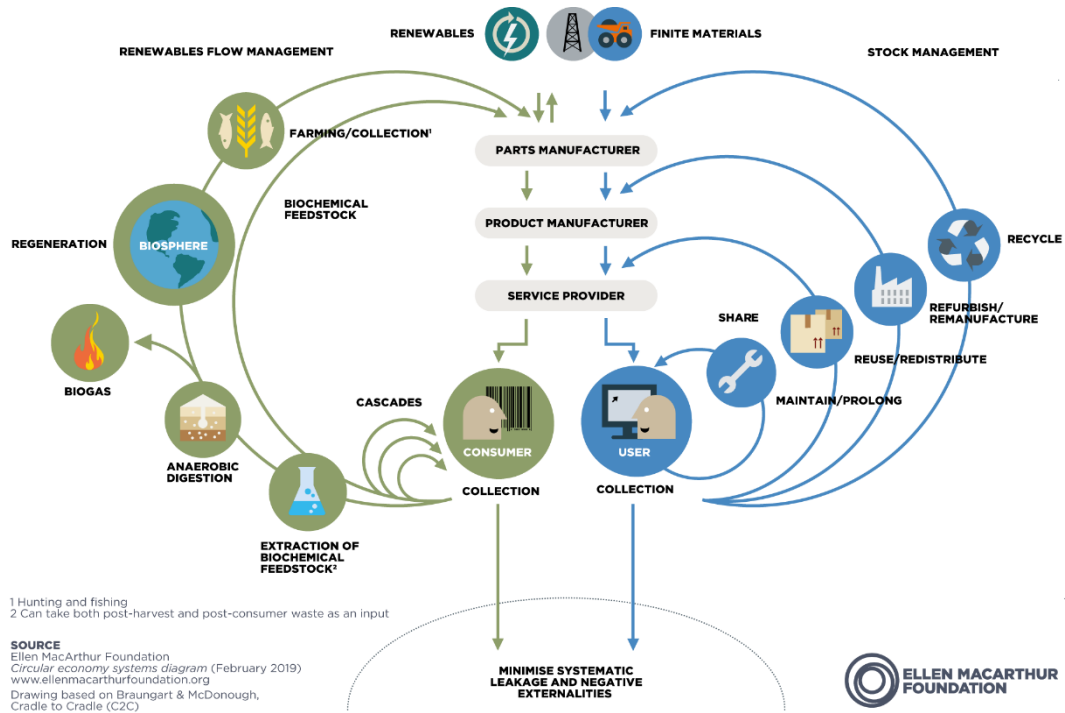 RENEWABLES
FINITE MATERIALS
RENEWABLES FLOW MANAGEMENT
STOCK MANAGEMENT
FARMING/COLLECTION¹
PARTS MANUFACTURER
BIOCHEMICAL
FEEDSTOCK
PRODUCT MANUFACTURER
REGENERATION
BIOSPHERE
RECYCLE
SERVICE PROVIDER
REFURBISH/
REMANUFACTURE
SHARE
REUSE/REDISTRIBUTE
BIOGAS
CASCADES
MAINTAIN/PROLONG
CONSUMER
USER
ANAEROBIC
DIGESTION
COLLECTION
COLLECTION
EXTRACTION OF
BIOCHEMICAL
FEEDSTOCK²
1 Hunting and fishing
2 Can take both post-harvest and post-consumer waste as an input
SOURCE
Ellen MacArthur Foundation
Circular economy systems diagram (February 2019)
www.ellenmacarthurfoundation.org
Drawing based on Braungart & McDonough,
Cradle to Cradle (C2C)
MINIMISE SYSTEMATIC
LEAKAGE AND NEGATIVE
EXTERNALITIES
ELLEN MACARTHUR
FOUNDATION